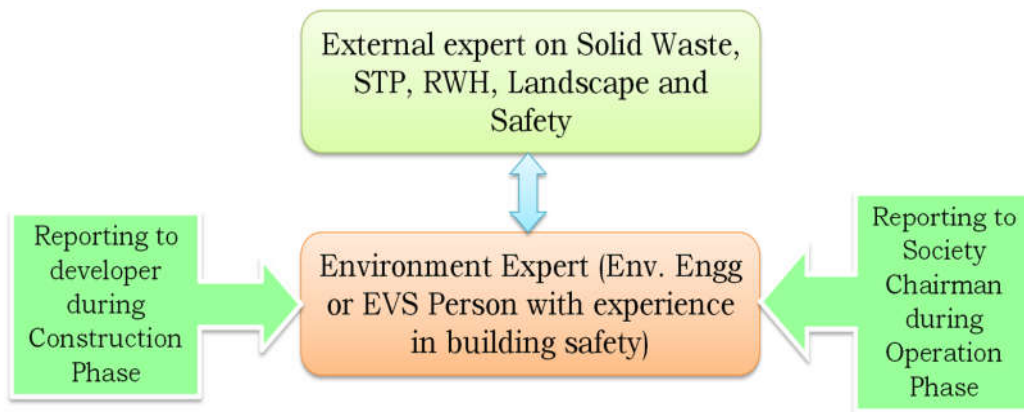 External expert on Solid Waste,
STP, RWH, Landscape and
Safety
Reporting to
developer
during
Construction
Phase
Environment Expert (Env. Engg
or EVS Person with experience
in building safety)
Reporting to
Society
Chairman
during
Operation
Phase